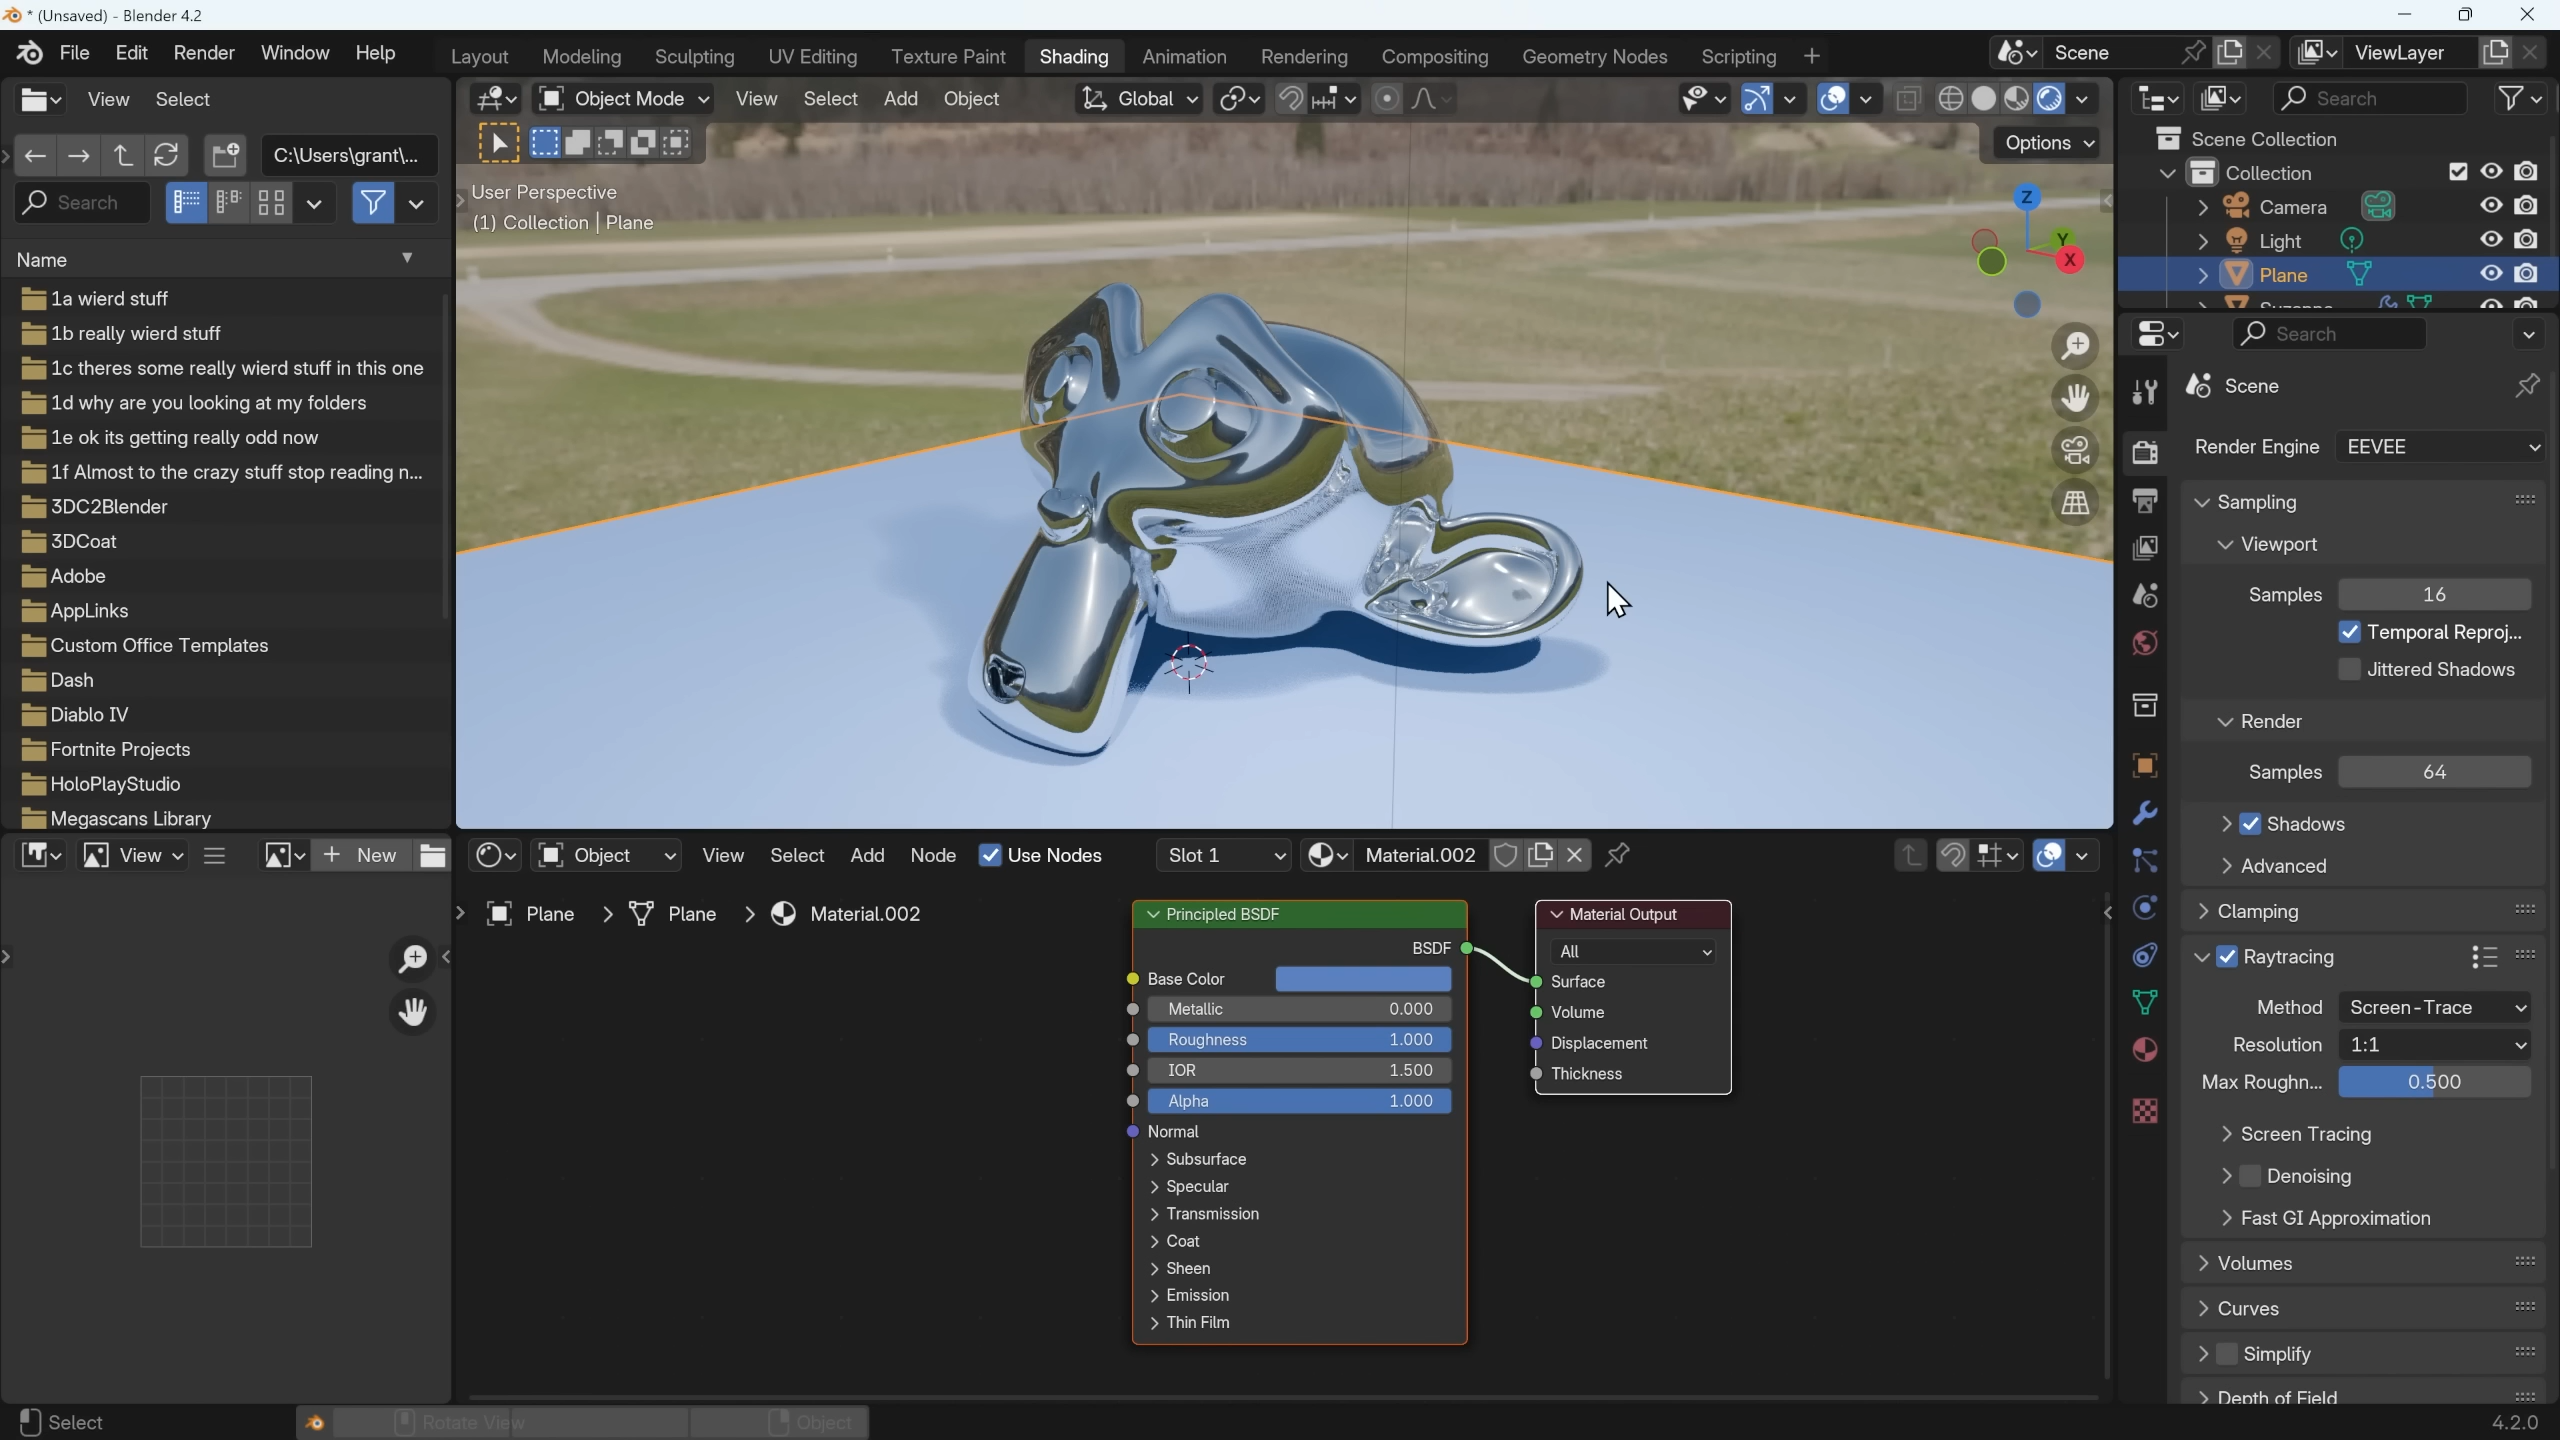 * (Unsaved) - Blender 4.2
File Edit Render Window Help
Layout Modeling Sculpting UV Editing Texture Paint Shading Animation Rendering Compositing Geometry Nodes Scripting +
Scene
ViewLayer
View Select
C:\Users\grant\...
Search
Name
1a wierd stuff
1b really wierd stuff
1c theres some really wierd stuff in this one
1d why are you looking at my folders
1e ok its getting really odd now
1f Almost to the crazy stuff stop reading n...
3DC2Blender
3DCoat
Adobe
AppLinks
Custom Office Templates
Dash
Diablo IV
Fortnite Projects
HoloPlayStudio
Megascans Library
Object Mode View Select Add Object
Global
Options
User Perspective
(1) Collection | Plane
Z
Y
X
Search
Scene Collection
Collection
Camera
Light
Plane
Suzanne
Search
Scene
Render Engine EEVEE
Sampling
Viewport
Samples 16
Temporal Reproj...
Jittered Shadows
Render
Samples 64
Shadows
Advanced
Clamping
Raytracing
Method Screen-Trace
Resolution 1:1
Max Roughn... 0.500
Screen Tracing
Denoising
Fast GI Approximation
Volumes
Curves
Simplify
Depth of Field
View
+ New
Object View Select Add Node Use Nodes
Slot 1
Material.002
Plane > Plane > Material.002
Principled BSDF
BSDF
Base Color
Metallic 0.000
Roughness 1.000
IOR 1.500
Alpha 1.000
Normal
Subsurface
Specular
Transmission
Coat
Sheen
Emission
Thin Film
Material Output
All
Surface
Volume
Displacement
Thickness
Select
Rotate View
Object
4.2.0